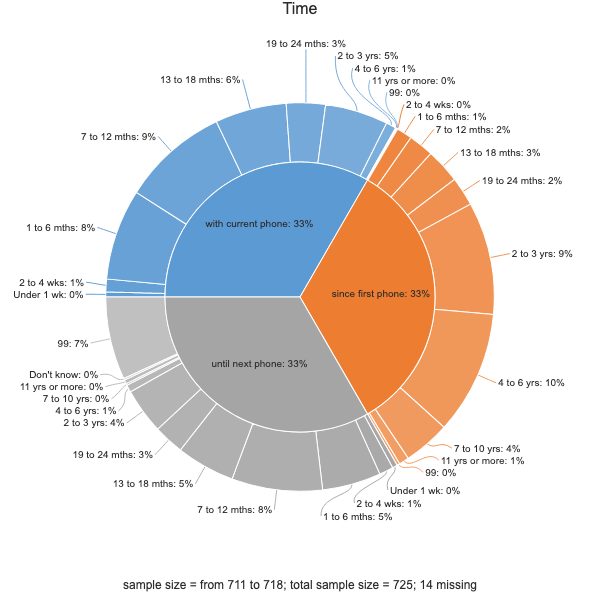 Time
19 to 24 mths: 3%
2 to 3 yrs: 5%
4 to 6 yrs: 1%
11 yrs or more: 0%
99: 0%
13 to 18 mths: 6%
7 to 12 mths: 9%
1 to 6 mths: 8%
2 to 4 wks: 1%
Under 1 wk: 0%
with current phone: 33%
2 to 4 wks: 0%
1 to 6 mths: 1%
7 to 12 mths: 2%
13 to 18 mths: 3%
19 to 24 mths: 2%
2 to 3 yrs: 9%
since first phone: 33%
4 to 6 yrs: 10%
7 to 10 yrs: 4%
11 yrs or more: 1%
99: 0%
until next phone: 33%
99: 7%
Don't know: 0%
11 yrs or more: 0%
7 to 10 yrs: 0%
4 to 6 yrs: 1%
2 to 3 yrs: 4%
19 to 24 mths: 3%
13 to 18 mths: 5%
7 to 12 mths: 8%
1 to 6 mths: 5%
2 to 4 wks: 1%
Under 1 wk: 0%
sample size = from 711 to 718; total sample size = 725; 14 missing